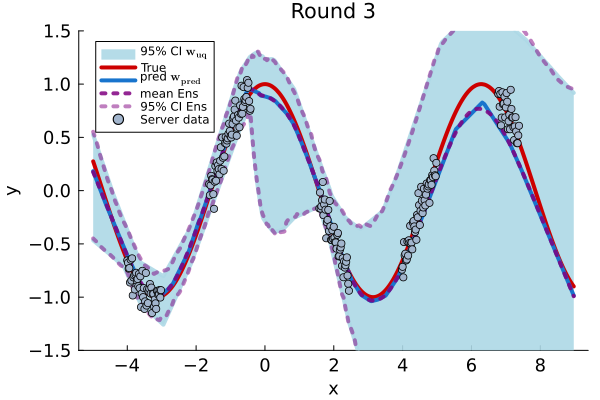 Round 3
95% CI w_uq
True
pred w_pred
mean Ens
95% CI Ens
Server data
y
1.5
1.0
0.5
0.0
−0.5
−1.0
−1.5
−4 −2 0 2 4 6 8
x